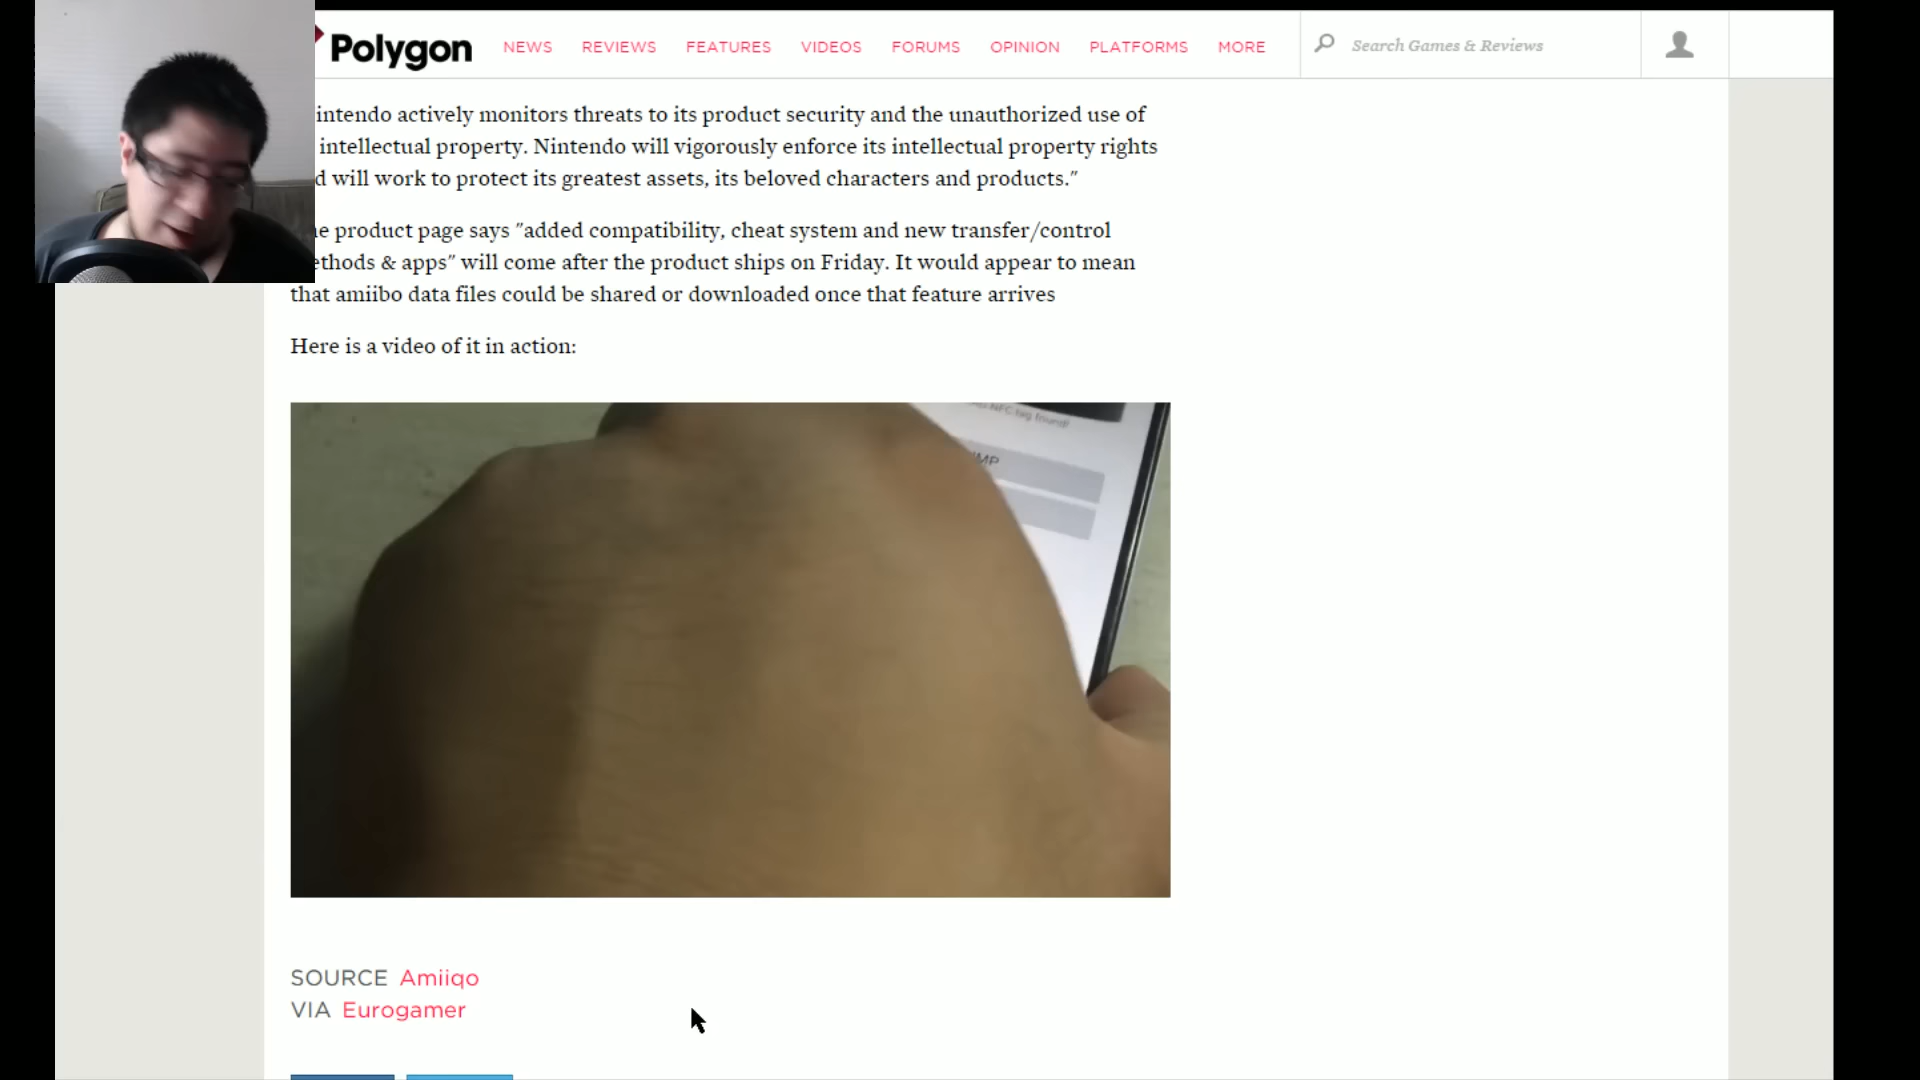 Polygon NEWS REVIEWS FEATURES VIDEOS FORUMS OPINION PLATFORMS MORE Search Games & Reviews
intendo actively monitors threats to its product security and the unauthorized use of
intellectual property. Nintendo will vigorously enforce its intellectual property rights
d will work to protect its greatest assets, its beloved characters and products."
e product page says "added compatibility, cheat system and new transfer/control
ethods & apps" will come after the product ships on Friday. It would appear to mean
that amiibo data files could be shared or downloaded once that feature arrives
Here is a video of it in action:
NFC tag found!
MP
SOURCE Amiiqo
VIA Eurogamer